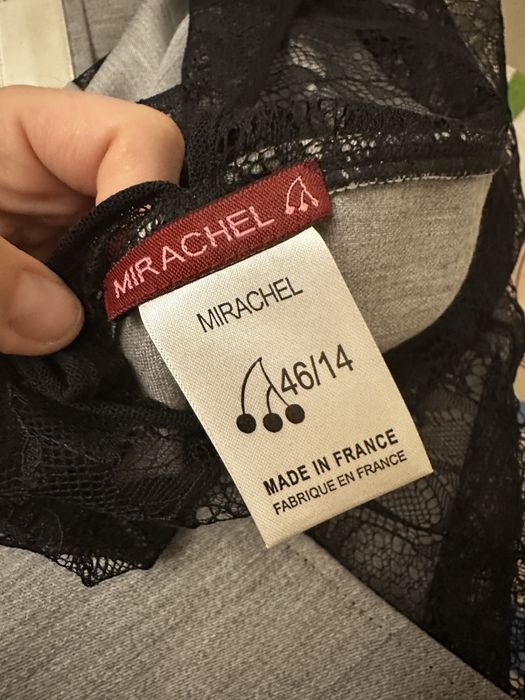 MIRACHEL
MIRACHEL
46/14
MADE IN FRANCE
FABRIQUE EN FRANCE